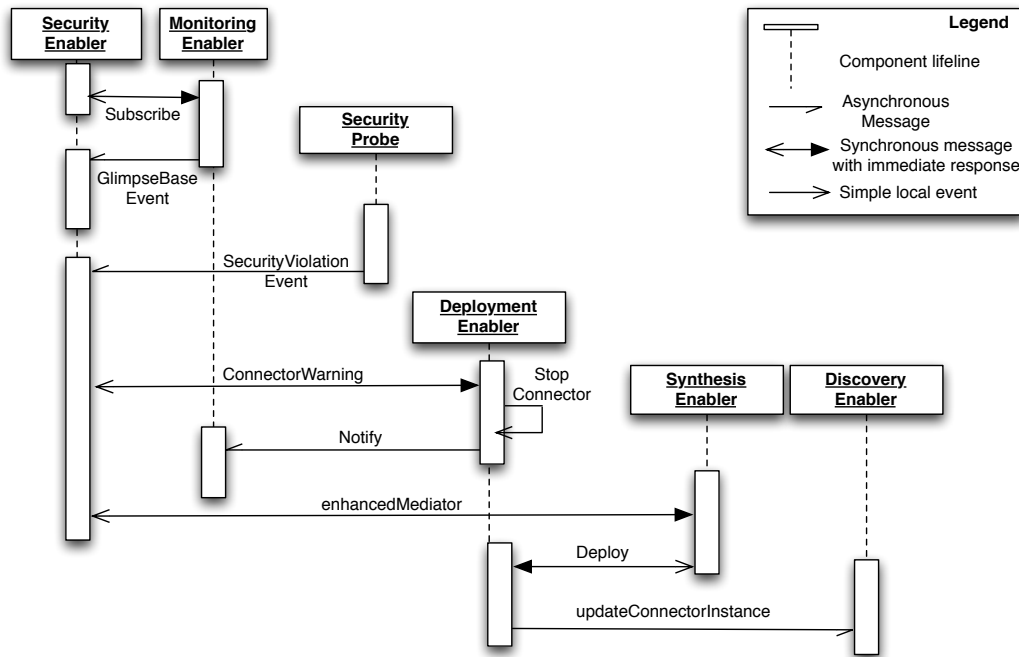 Security
Enabler
Monitoring
Enabler
Legend
Component lifeline
Asynchronous
Message
Synchronous message
with immediate response
Simple local event
Subscribe
Security
Probe
GlimpseBase
Event
SecurityViolation
Event
Deployment
Enabler
ConnectorWarning
Stop
Connector
Synthesis
Enabler
Discovery
Enabler
Notify
enhancedMediator
Deploy
updateConnectorInstance